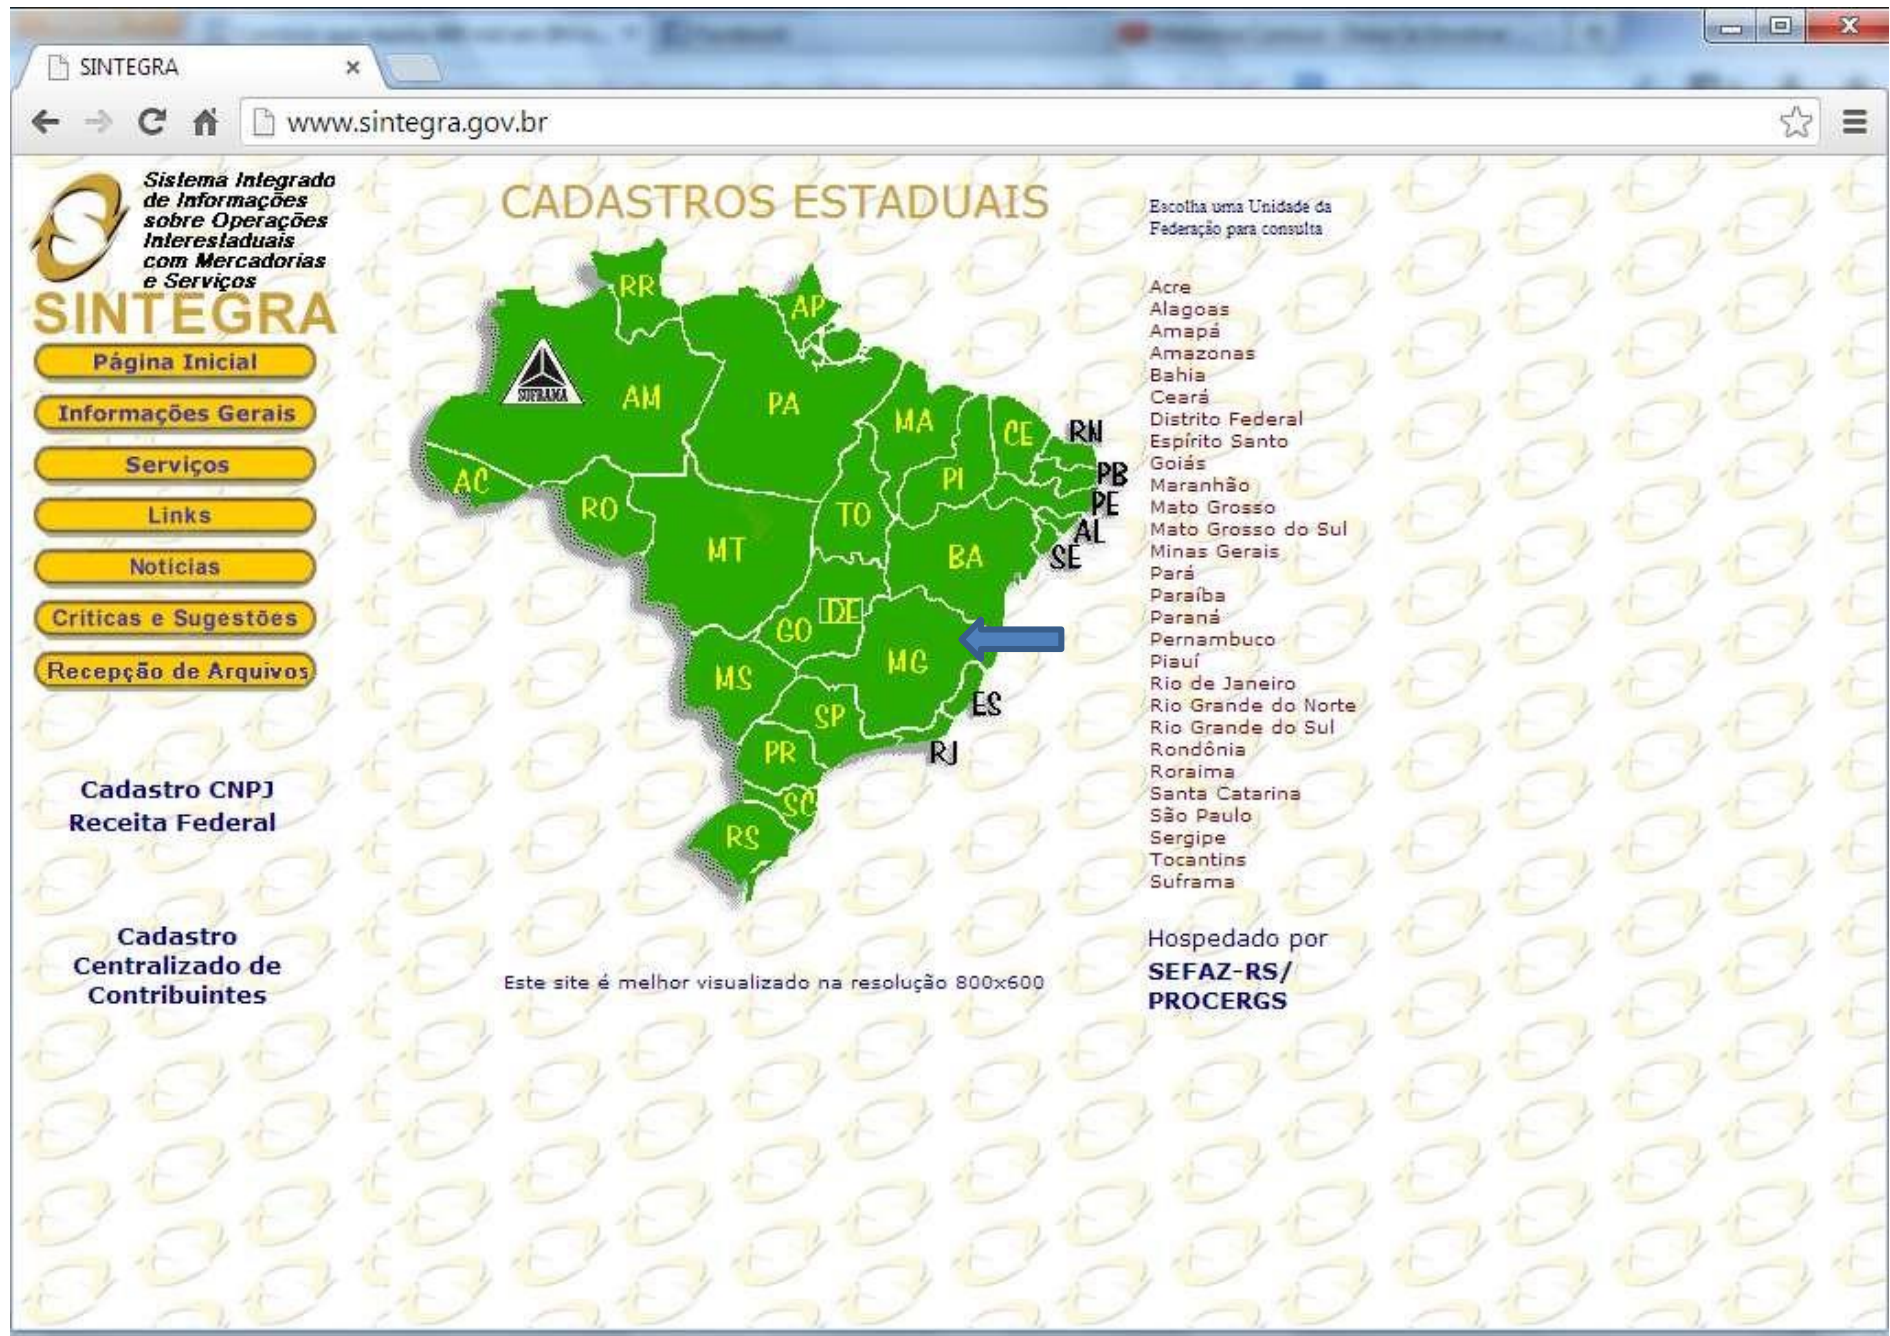 SINTEGRA
www.sintegra.gov.br
Sistema Integrado
de Informações
sobre Operações
Interestaduais
com Mercadorias
e Serviços
SINTEGRA
Página Inicial
Informações Gerais
Serviços
Links
Noticias
Críticas e Sugestões
Recepção de Arquivos
Cadastro CNPJ
Receita Federal
Cadastro
Centralizado de
Contribuintes
CADASTROS ESTADUAIS
RR
AP
SUFRAMA
AM
PA
MA
CE
RN
PB
PE
AL
SE
PI
AC
RO
TO
MT
BA
DF
GO
MG
MS
ES
SP
RJ
PR
SC
RS
Este site é melhor visualizado na resolução 800x600
Escolha uma Unidade da
Federação para consulta
Acre
Alagoas
Amapá
Amazonas
Bahia
Ceará
Distrito Federal
Espírito Santo
Goiás
Maranhão
Mato Grosso
Mato Grosso do Sul
Minas Gerais
Pará
Paraíba
Paraná
Pernambuco
Piauí
Rio de Janeiro
Rio Grande do Norte
Rio Grande do Sul
Rondônia
Roraima
Santa Catarina
São Paulo
Sergipe
Tocantins
Suframa
Hospedado por
SEFAZ-RS/
PROCERGS